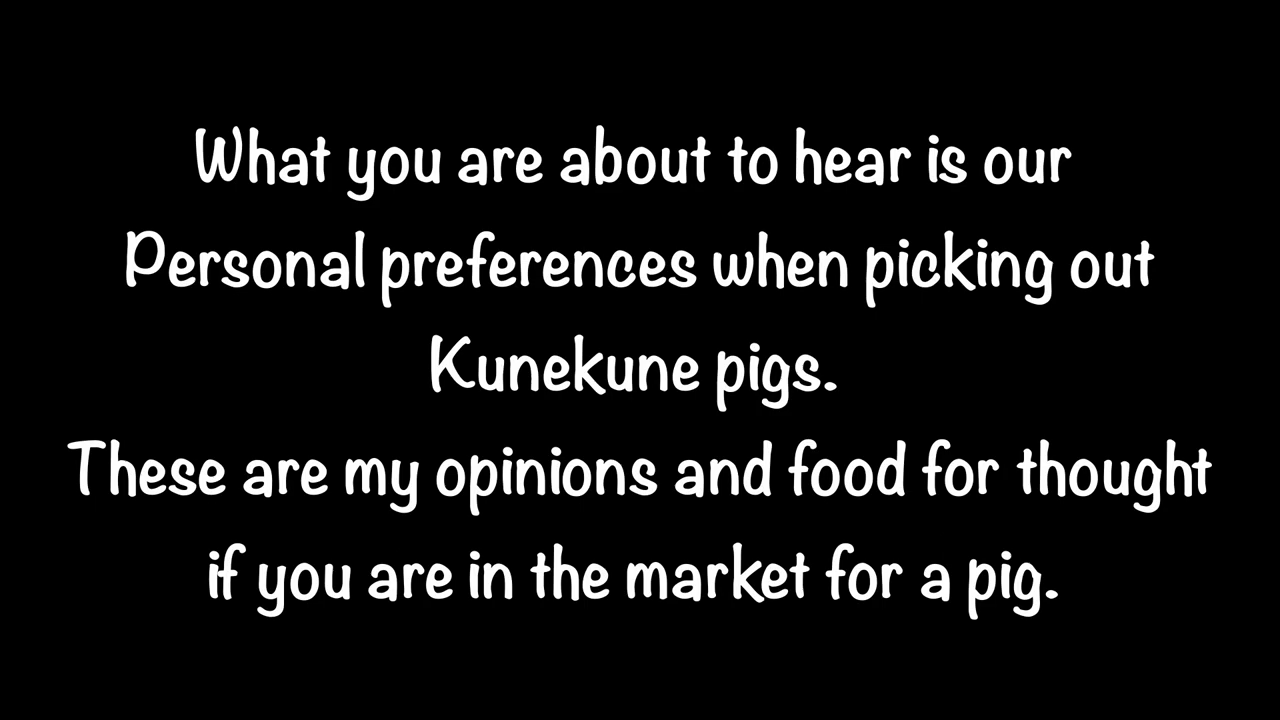 What you are about to hear is our
Personal preferences when picking out
Kunekune pigs.
These are my opinions and food for thought
if you are in the market for a pig.